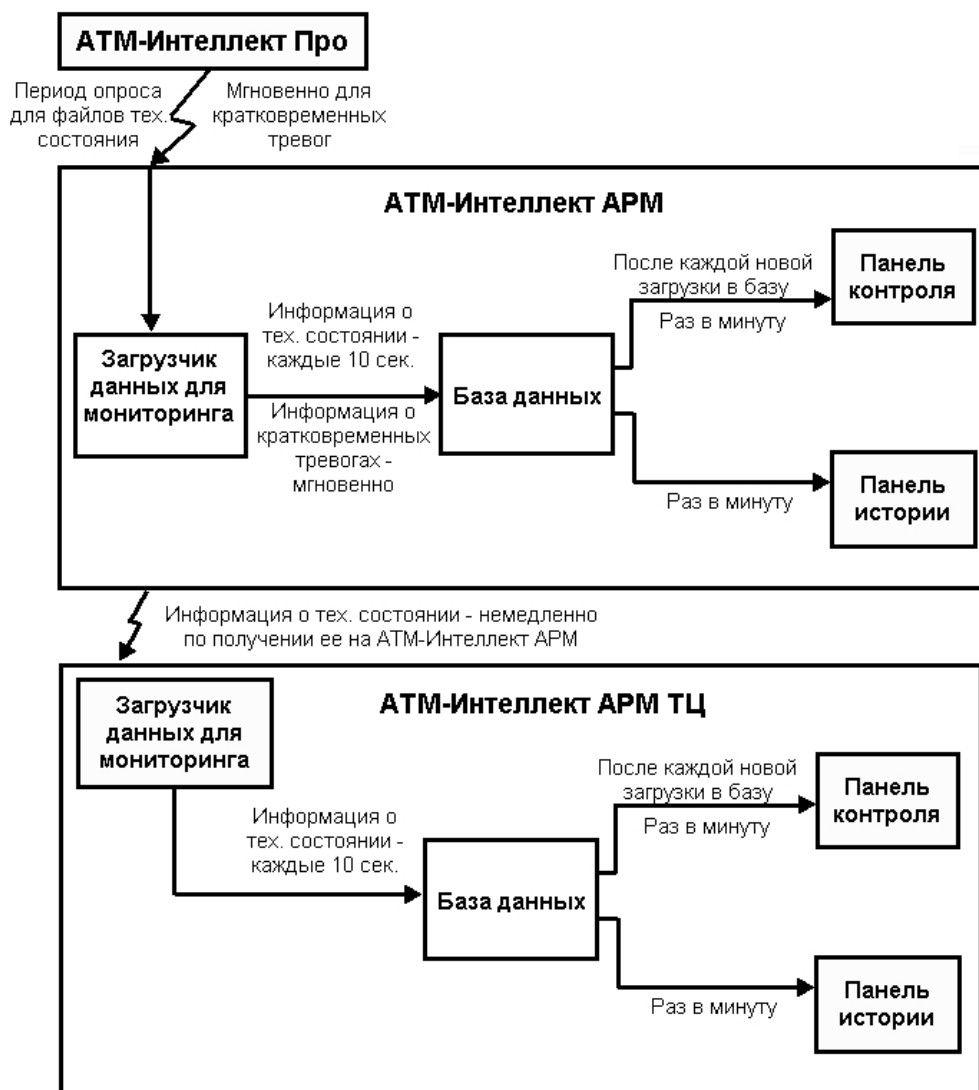 АТМ-Интеллект Про
Период опроса
для файлов тех.
состояния
Мгновенно для
кратковременных
тревог
АТМ-Интеллект АРМ
Загрузчик
данных для
мониторинга
Информация о
тех. состоянии -
каждые 10 сек.
Информация о
кратковременных
тревогах -
мгновенно
База данных
После каждой новой
загрузки в базу
Раз в минуту
Панель
контроля
Раз в минуту
Панель
истории
Информация о тех. состоянии - немедленно
по получении ее на АТМ-Интеллект АРМ
АТМ-Интеллект АРМ ТЦ
Загрузчик
данных для
мониторинга
Информация о
тех. состоянии -
каждые 10 сек.
База данных
После каждой новой
загрузки в базу
Раз в минуту
Панель
контроля
Раз в минуту
Панель
истории